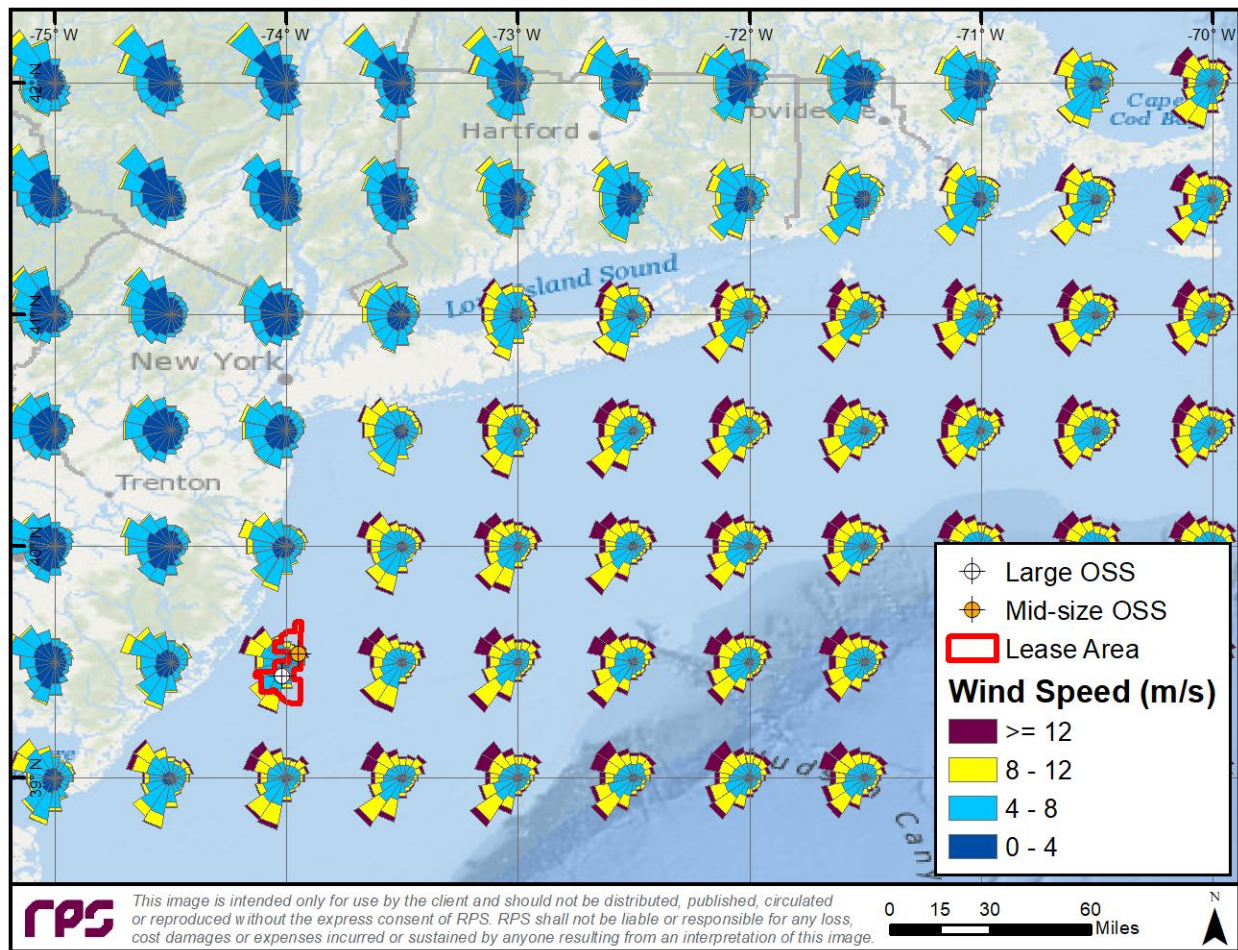 -75° W
-74° W
-73° W
-72° W
-71° W
-70° W
42° N
Hartford
ovidence
Cape
Cod Bay
41° N
Long Island Sound
New York
Trenton
40° N
39° N
Large OSS
Mid-size OSS
Lease Area
Wind Speed (m/s)
>= 12
8 - 12
4 - 8
0 - 4
rps
This image is intended only for use by the client and should not be distributed, published, circulated
or reproduced without the express consent of RPS. RPS shall not be liable or responsible for any loss,
cost damages or expenses incurred or sustained by anyone resulting from an interpretation of this image.
0 15 30 60
Miles
N